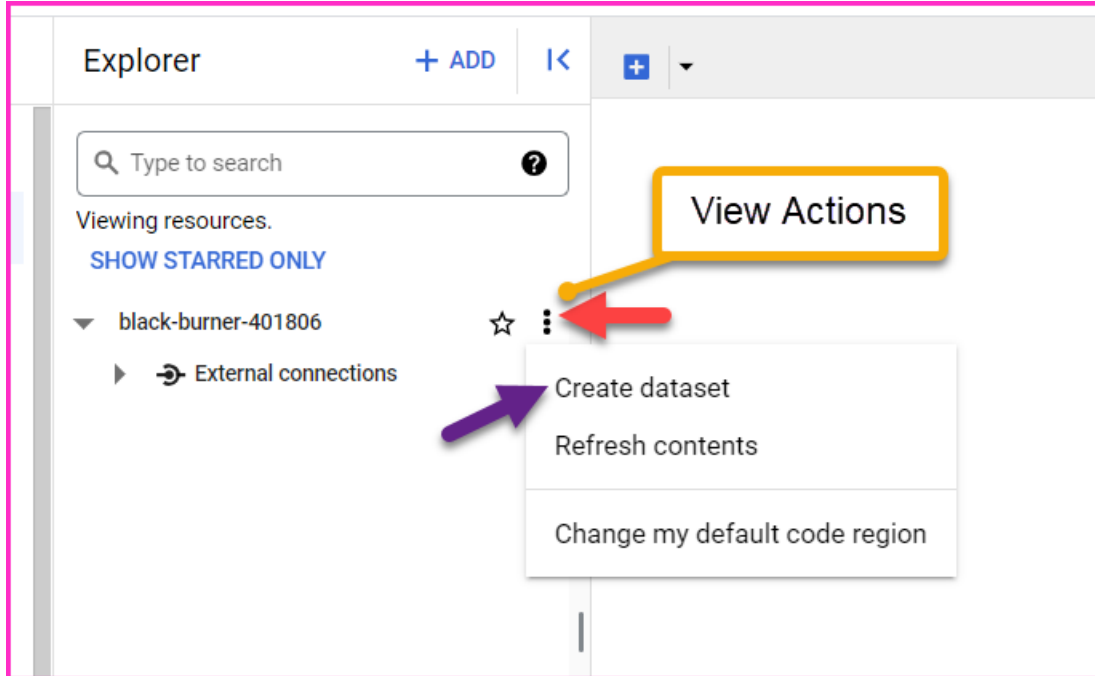 Explorer
+ ADD
Type to search
Viewing resources.
SHOW STARRED ONLY
View Actions
black-burner-401806
External connections
Create dataset
Refresh contents
Change my default code region